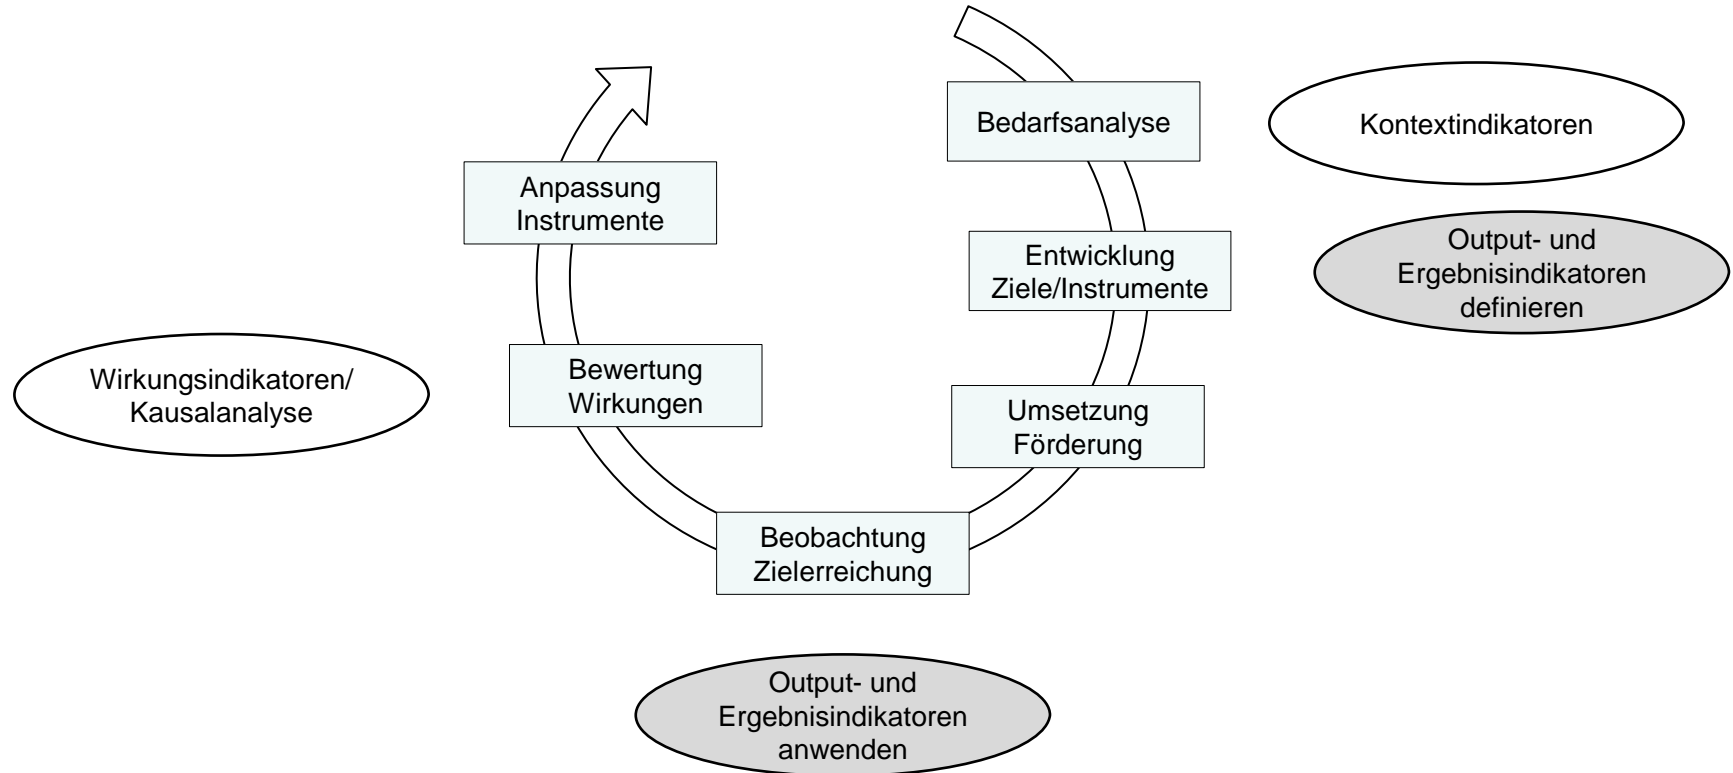 Bedarfsanalyse
Kontextindikatoren
Entwicklung
Ziele/Instrumente
Output- und
Ergebnisindikatoren
definieren
Umsetzung
Förderung
Beobachtung
Zielerreichung
Output- und
Ergebnisindikatoren
anwenden
Bewertung
Wirkungen
Wirkungsindikatoren/
Kausalanalyse
Anpassung
Instrumente